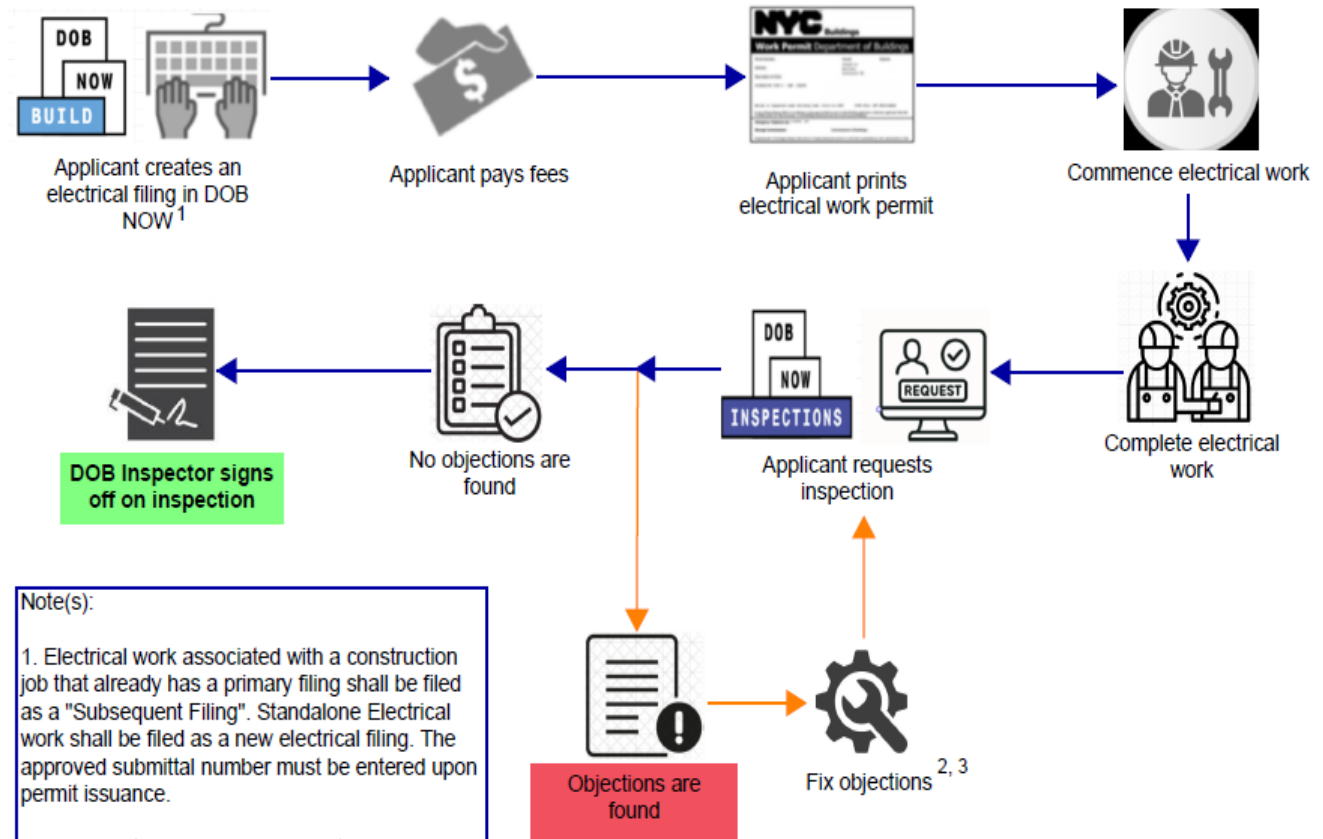 DOB
NOW
BUILD
Applicant creates an
electrical filing in DOB
NOW 1
$
Applicant pays fees
NYC Buildings
Work Permit Department of Buildings
Applicant prints
electrical work permit
Commence electrical work
Complete electrical
work
DOB
NOW
INSPECTIONS
REQUEST
Applicant requests
inspection
No objections are
found
DOB Inspector signs
off on inspection
Objections are
found
Fix objections 2, 3
Note(s):
1. Electrical work associated with a construction
job that already has a primary filing shall be filed
as a "Subsequent Filing". Standalone Electrical
work shall be filed as a new electrical filing. The
approved submittal number must be entered upon
permit issuance.